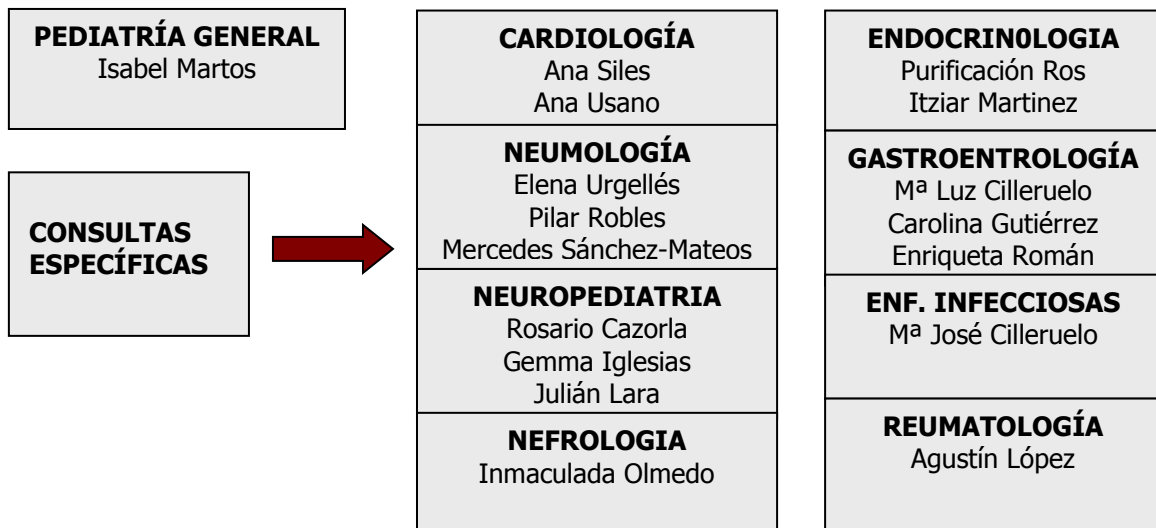 PEDIATRÍA GENERAL
Isabel Martos
CONSULTAS
ESPECÍFICAS
CARDIOLOGÍA
Ana Siles
Ana Usano
NEUMOLOGÍA
Elena Urgellés
Pilar Robles
Mercedes Sánchez-Mateos
NEUROPEDIATRIA
Rosario Cazorla
Gemma Iglesias
Julián Lara
NEFROLOGIA
Inmaculada Olmedo
ENDOCRIN0LOGIA
Purificación Ros
Itziar Martinez
GASTROENTROLOGÍA
Mª Luz Cilleruelo
Carolina Gutiérrez
Enriqueta Román
ENF. INFECCIOSAS
Mª José Cilleruelo
REUMATOLOGÍA
Agustín López